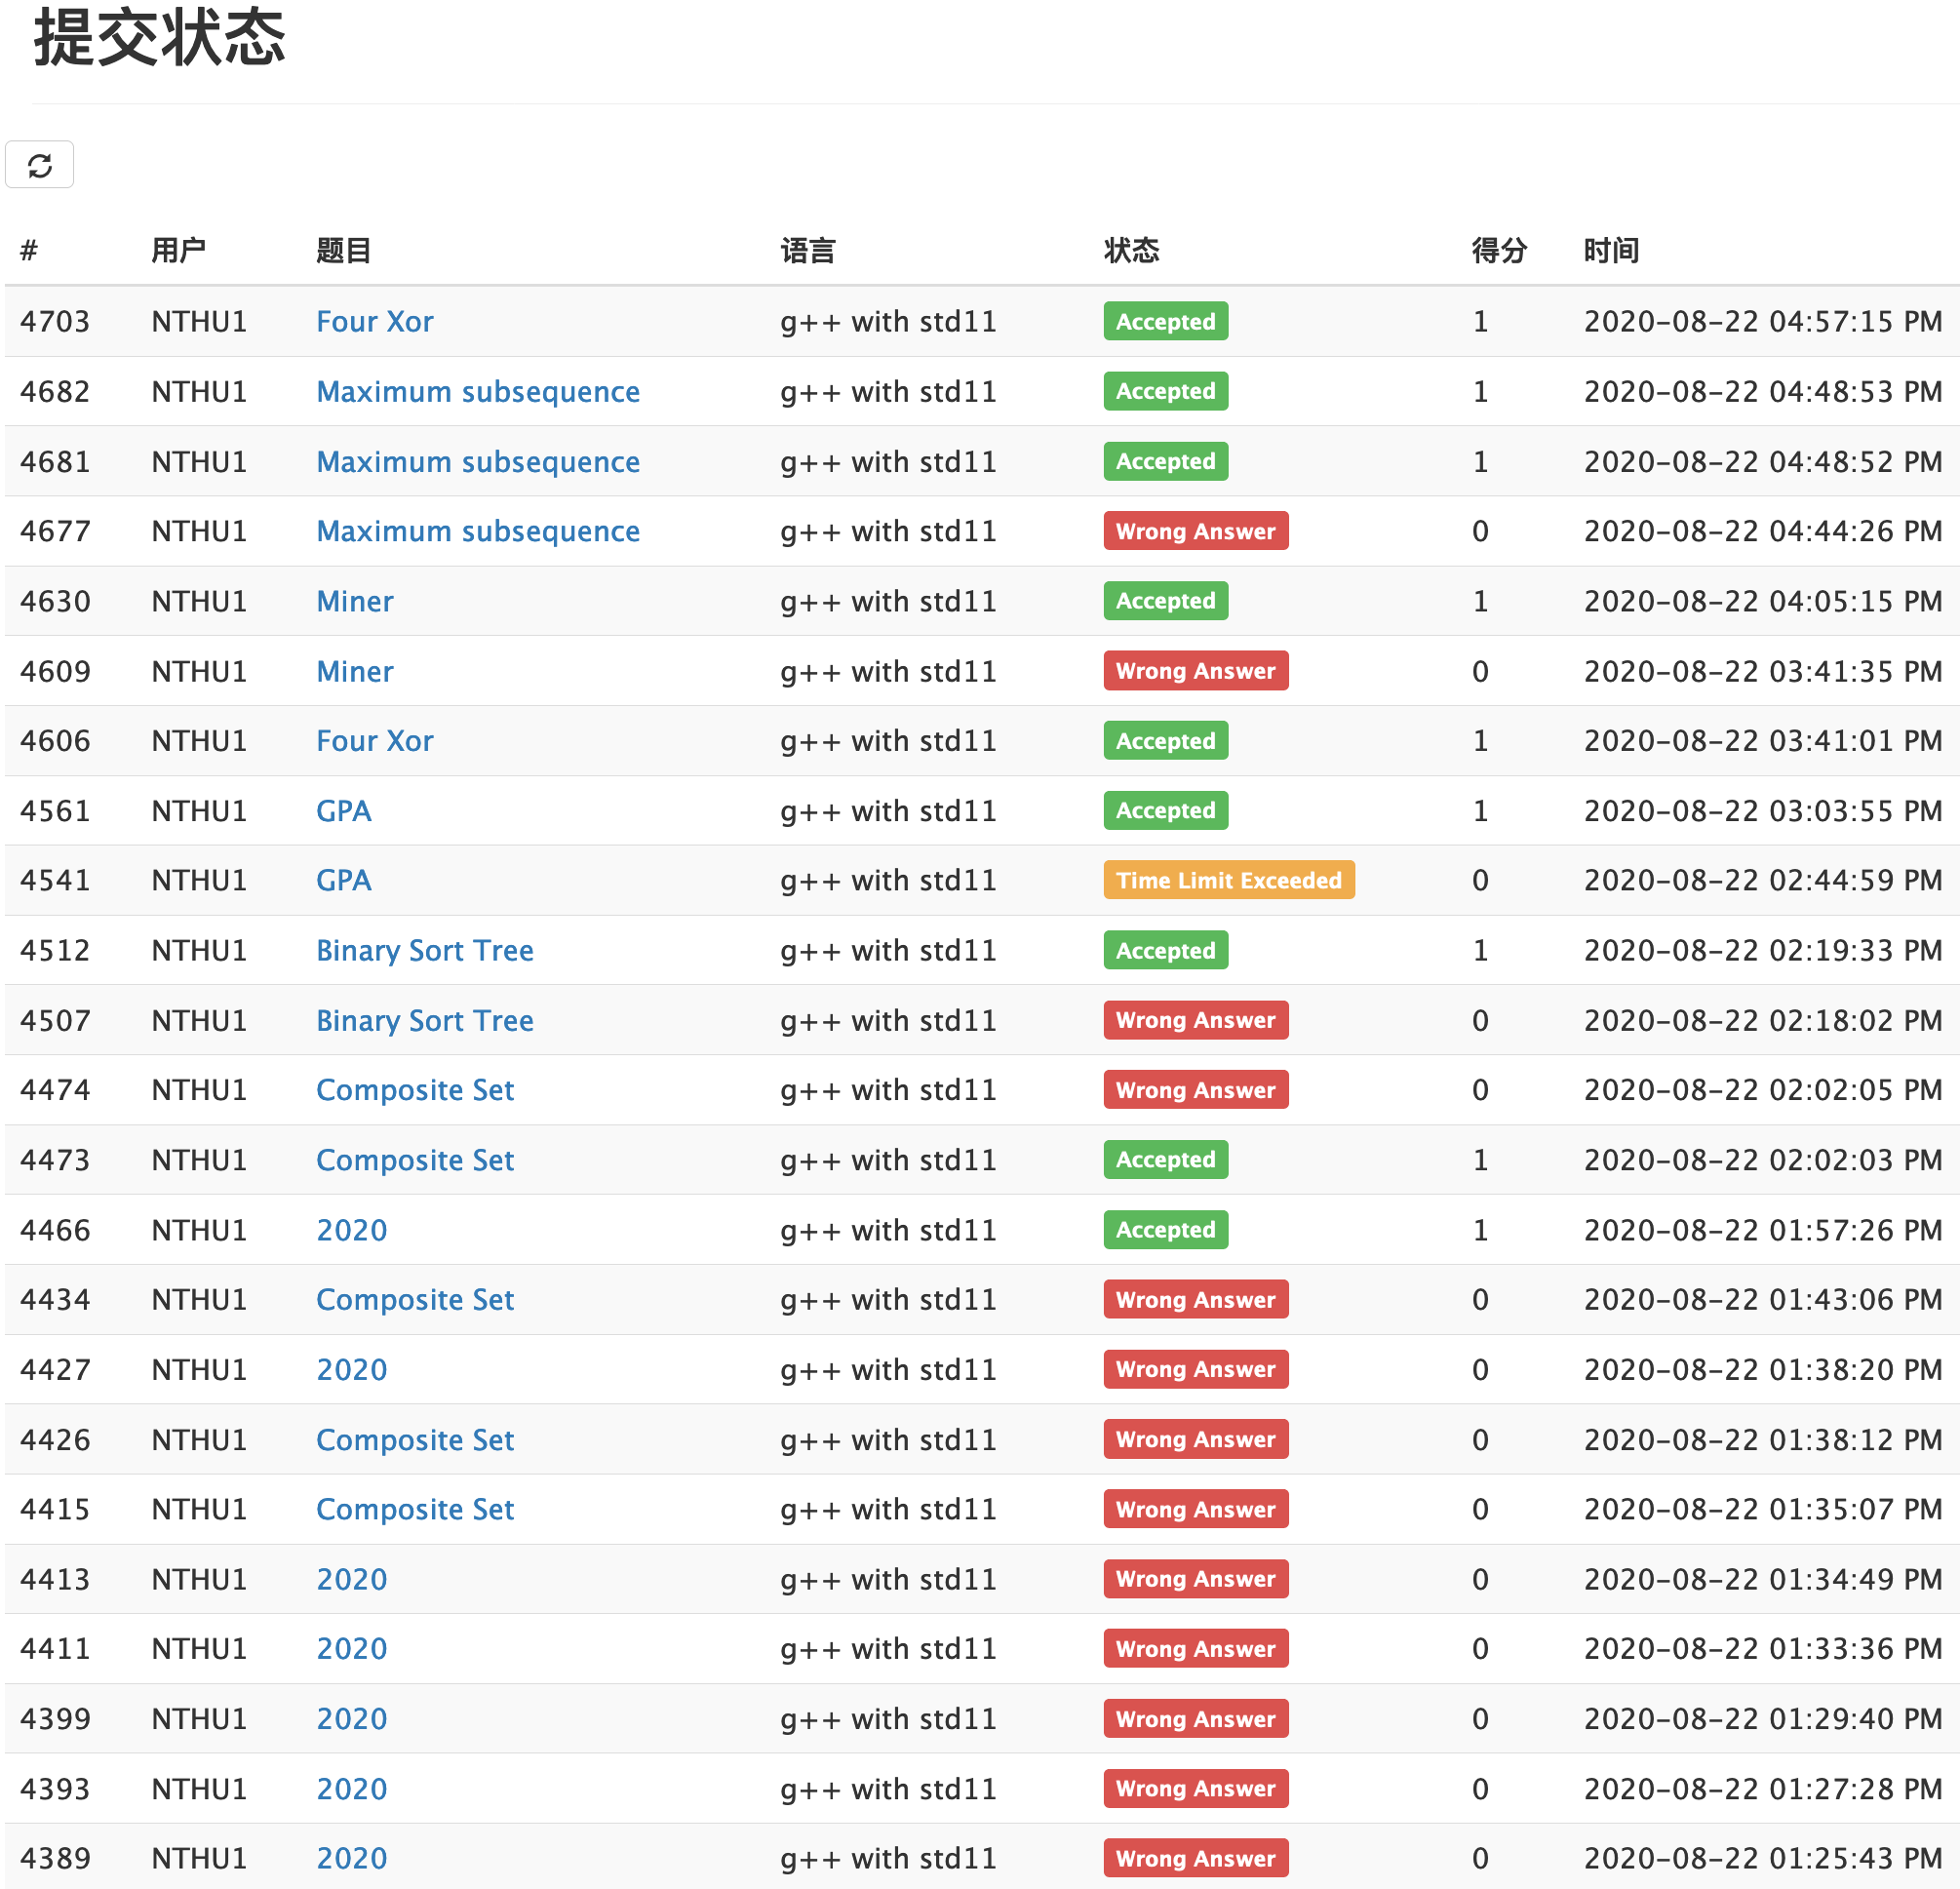 提交状态
# 用户 题目 语言 状态 得分 时间
4703 NTHU1 Four Xor g++ with std11 Accepted 1 2020-08-22 04:57:15 PM
4682 NTHU1 Maximum subsequence g++ with std11 Accepted 1 2020-08-22 04:48:53 PM
4681 NTHU1 Maximum subsequence g++ with std11 Accepted 1 2020-08-22 04:48:52 PM
4677 NTHU1 Maximum subsequence g++ with std11 Wrong Answer 0 2020-08-22 04:44:26 PM
4630 NTHU1 Miner g++ with std11 Accepted 1 2020-08-22 04:05:15 PM
4609 NTHU1 Miner g++ with std11 Wrong Answer 0 2020-08-22 03:41:35 PM
4606 NTHU1 Four Xor g++ with std11 Accepted 1 2020-08-22 03:41:01 PM
4561 NTHU1 GPA g++ with std11 Accepted 1 2020-08-22 03:03:55 PM
4541 NTHU1 GPA g++ with std11 Time Limit Exceeded 0 2020-08-22 02:44:59 PM
4512 NTHU1 Binary Sort Tree g++ with std11 Accepted 1 2020-08-22 02:19:33 PM
4507 NTHU1 Binary Sort Tree g++ with std11 Wrong Answer 0 2020-08-22 02:18:02 PM
4474 NTHU1 Composite Set g++ with std11 Wrong Answer 0 2020-08-22 02:02:05 PM
4473 NTHU1 Composite Set g++ with std11 Accepted 1 2020-08-22 02:02:03 PM
4466 NTHU1 2020 g++ with std11 Accepted 1 2020-08-22 01:57:26 PM
4434 NTHU1 Composite Set g++ with std11 Wrong Answer 0 2020-08-22 01:43:06 PM
4427 NTHU1 2020 g++ with std11 Wrong Answer 0 2020-08-22 01:38:20 PM
4426 NTHU1 Composite Set g++ with std11 Wrong Answer 0 2020-08-22 01:38:12 PM
4415 NTHU1 Composite Set g++ with std11 Wrong Answer 0 2020-08-22 01:35:07 PM
4413 NTHU1 2020 g++ with std11 Wrong Answer 0 2020-08-22 01:34:49 PM
4411 NTHU1 2020 g++ with std11 Wrong Answer 0 2020-08-22 01:33:36 PM
4399 NTHU1 2020 g++ with std11 Wrong Answer 0 2020-08-22 01:29:40 PM
4393 NTHU1 2020 g++ with std11 Wrong Answer 0 2020-08-22 01:27:28 PM
4389 NTHU1 2020 g++ with std11 Wrong Answer 0 2020-08-22 01:25:43 PM